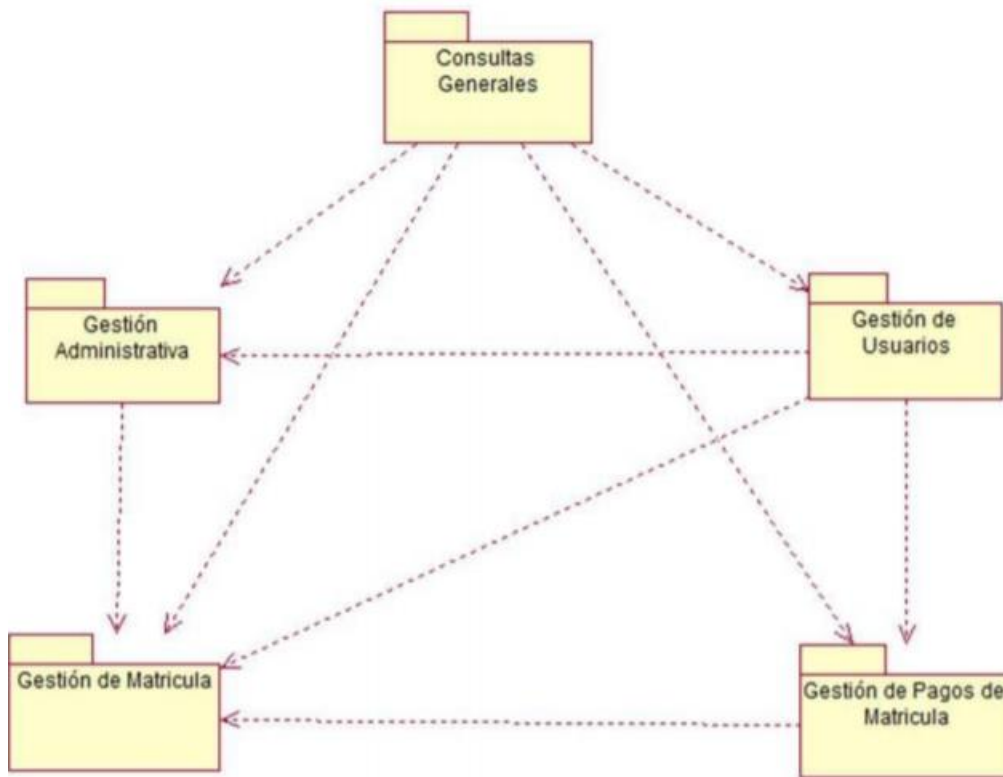 Consultas
Generales
Gestión
Administrativa
Gestión de
Usuarios
Gestión de Matricula
Gestión de Pagos de
Matricula